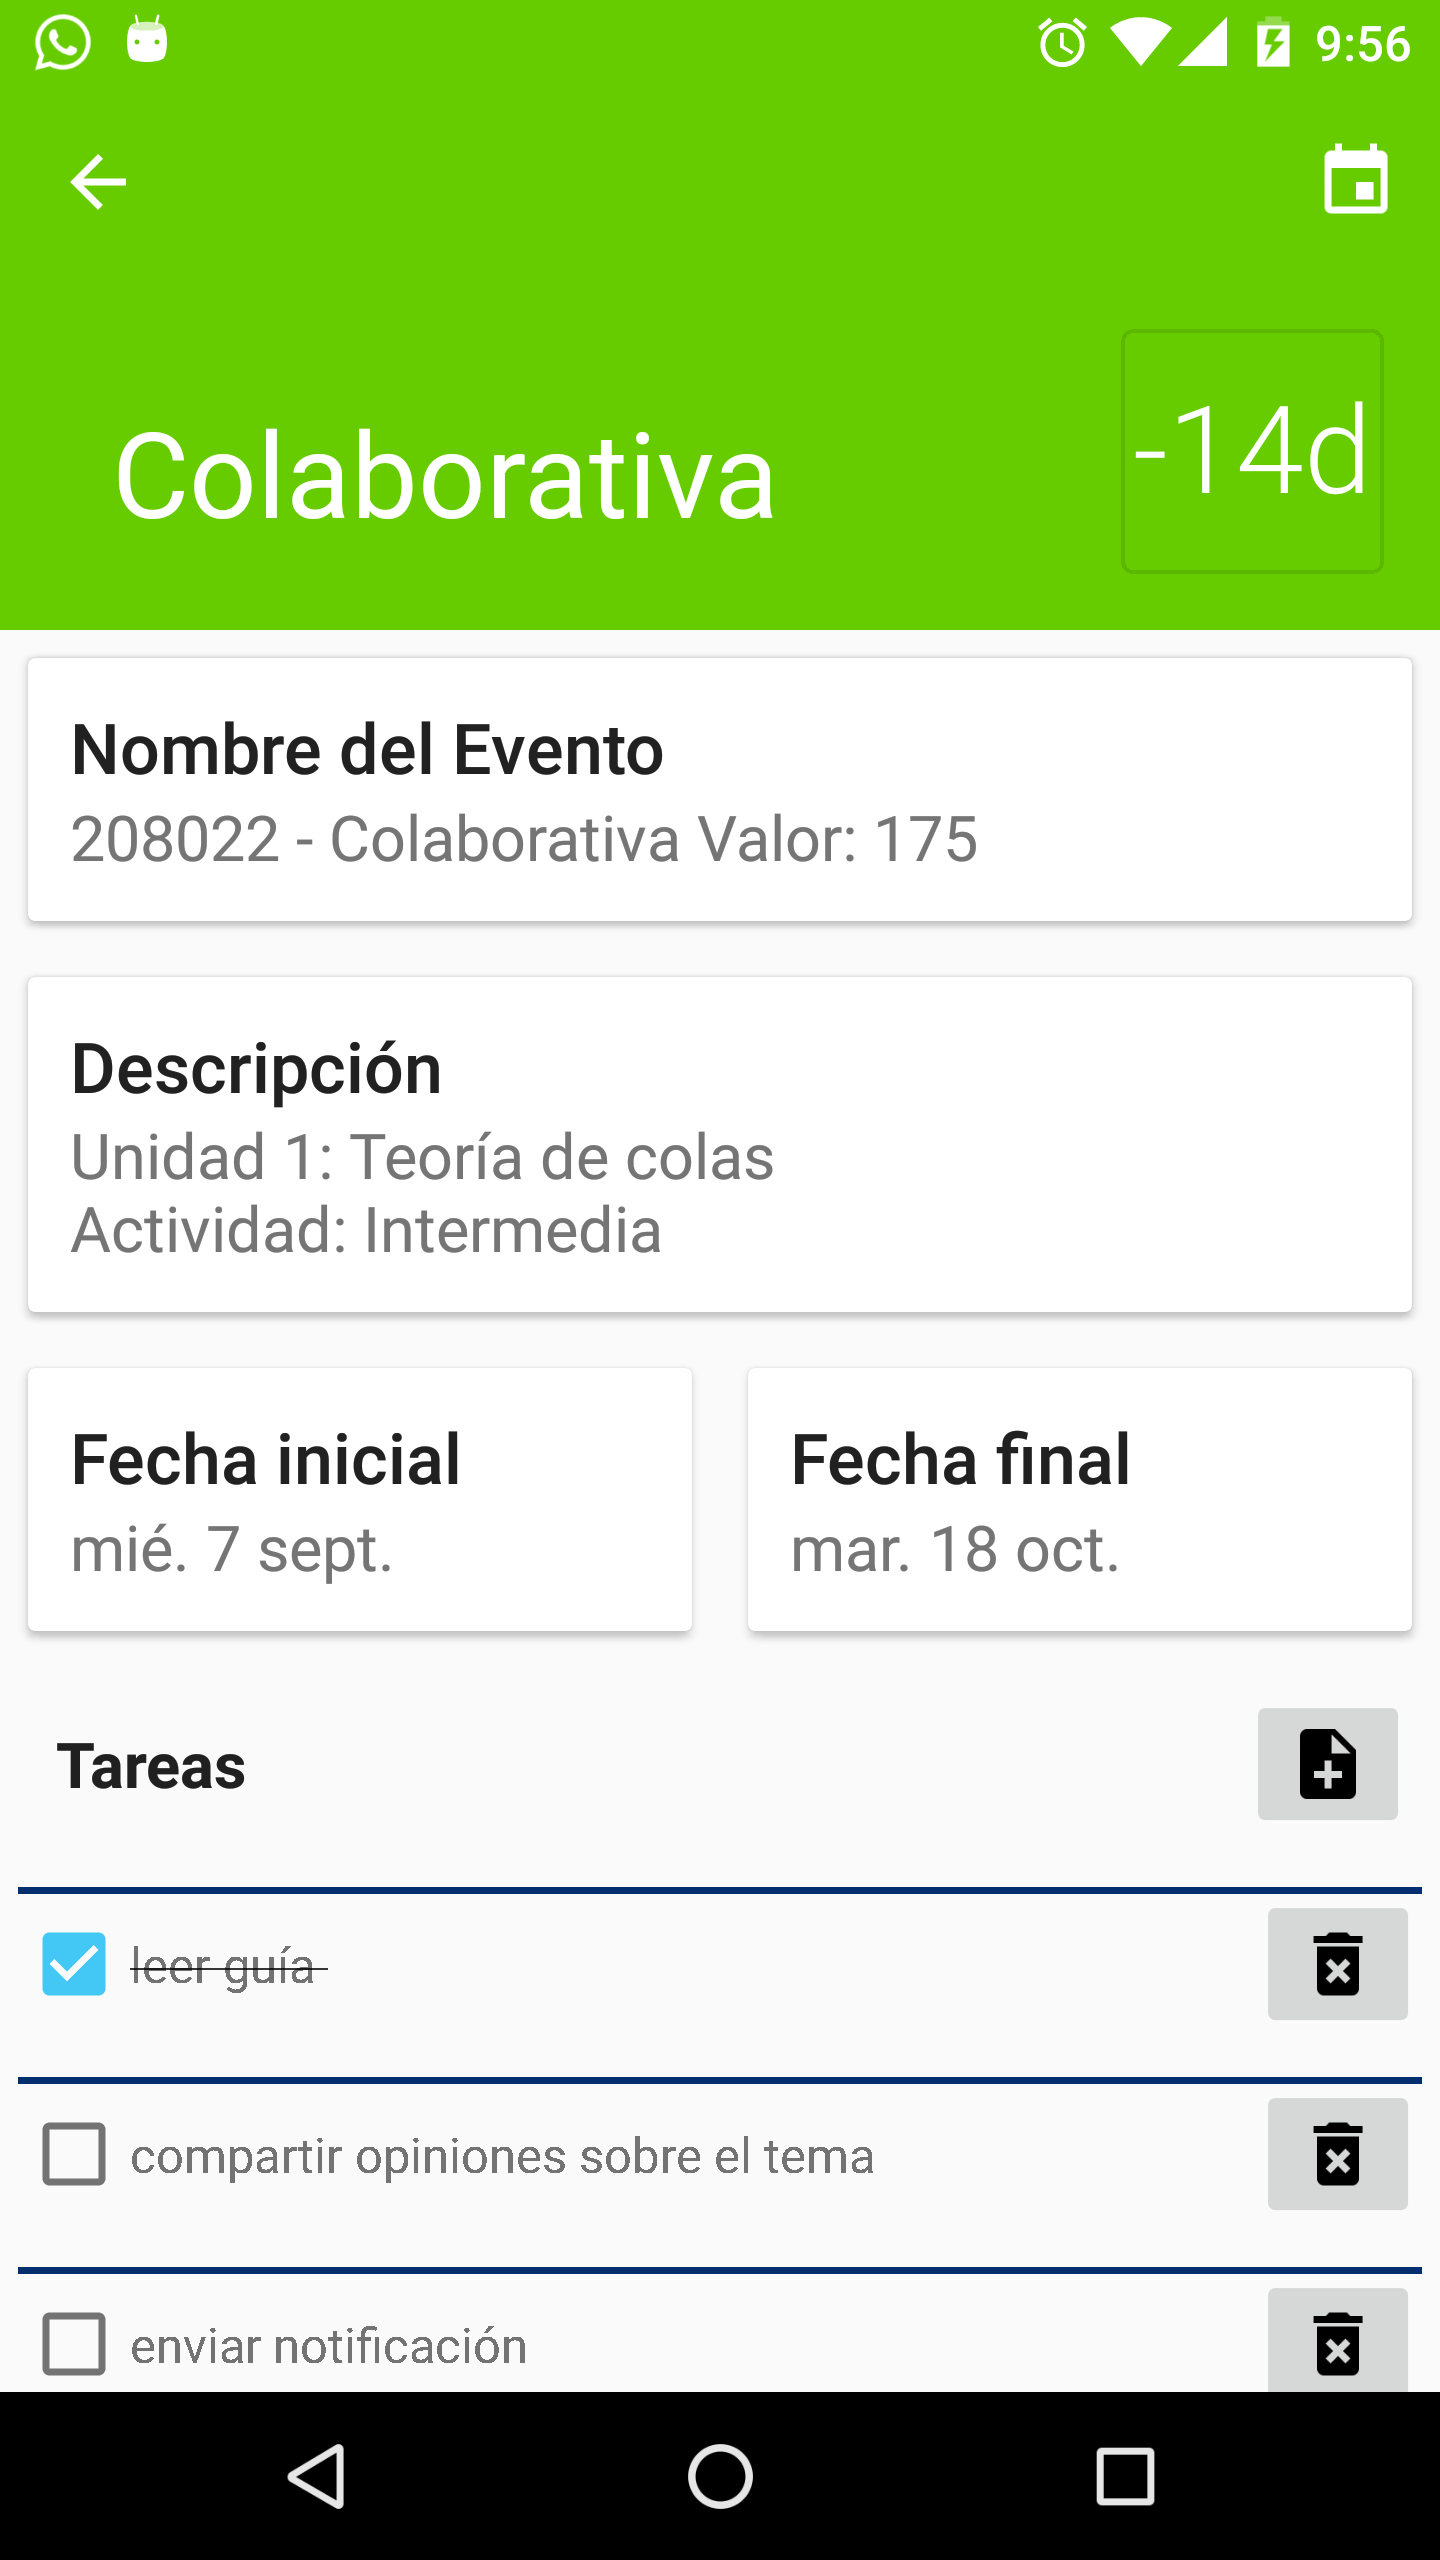 9:56
Colaborativa
-14d
Nombre del Evento
208022 - Colaborativa Valor: 175
Descripción
Unidad 1: Teoría de colas
Actividad: Intermedia
Fecha inicial
mié. 7 sept.
Fecha final
mar. 18 oct.
Tareas
leer guía
compartir opiniones sobre el tema
enviar notificación